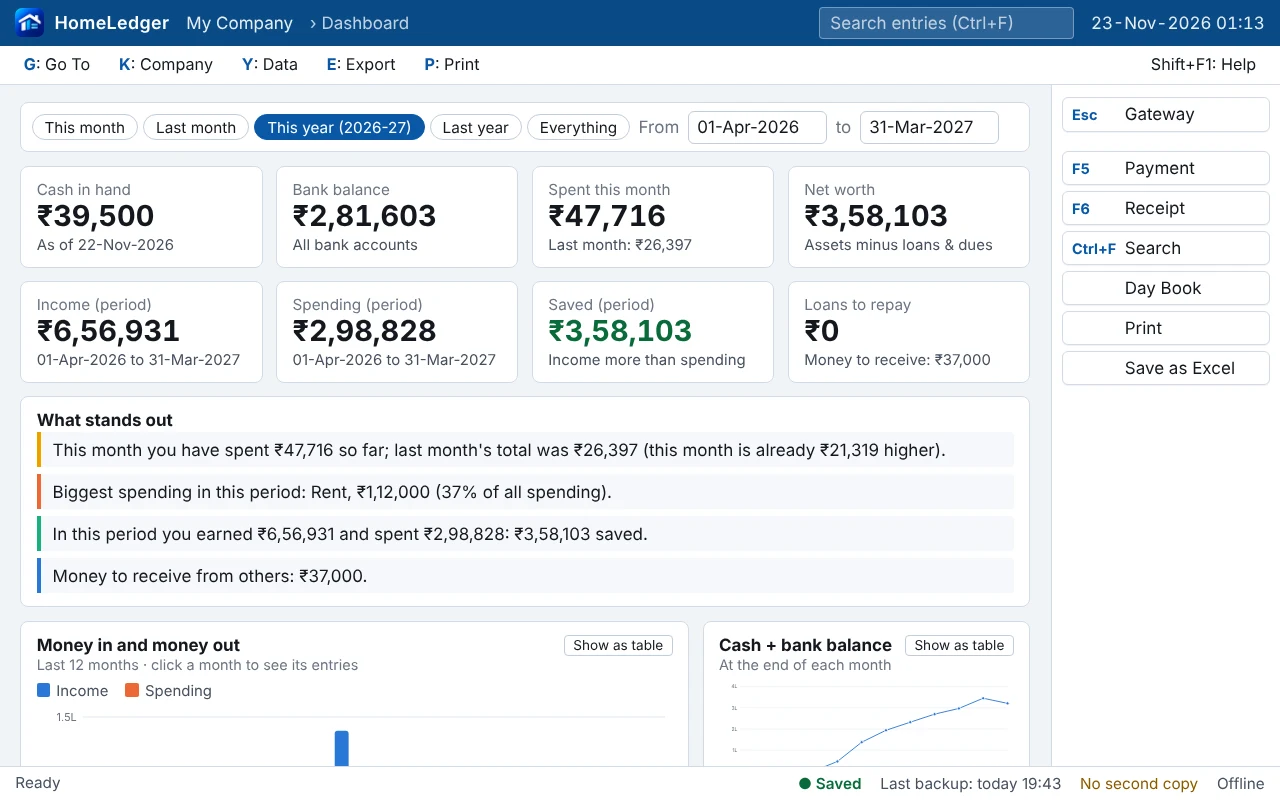 HomeLedger My Company › Dashboard Search entries (Ctrl+F) 23-Nov-2026 01:13
G: Go To K: Company Y: Data E: Export P: Print Shift+F1: Help
This month Last month This year (2026-27) Last year Everything From 01-Apr-2026 to 31-Mar-2027
Cash in hand
₹39,500
As of 22-Nov-2026
Bank balance
₹2,81,603
All bank accounts
Spent this month
₹47,716
Last month: ₹26,397
Net worth
₹3,58,103
Assets minus loans & dues
Income (period)
₹6,56,931
01-Apr-2026 to 31-Mar-2027
Spending (period)
₹2,98,828
01-Apr-2026 to 31-Mar-2027
Saved (period)
₹3,58,103
Income more than spending
Loans to repay
₹0
Money to receive: ₹37,000
What stands out
This month you have spent ₹47,716 so far; last month's total was ₹26,397 (this month is already ₹21,319 higher).
Biggest spending in this period: Rent, ₹1,12,000 (37% of all spending).
In this period you earned ₹6,56,931 and spent ₹2,98,828: ₹3,58,103 saved.
Money to receive from others: ₹37,000.
Money in and money out Show as table
Last 12 months · click a month to see its entries
Income Spending
1.5L
Cash + bank balance Show as table
At the end of each month
4L
3L
2L
1L
Esc Gateway
F5 Payment
F6 Receipt
Ctrl+F Search
Day Book
Print
Save as Excel
Ready Saved Last backup: today 19:43 No second copy Offline